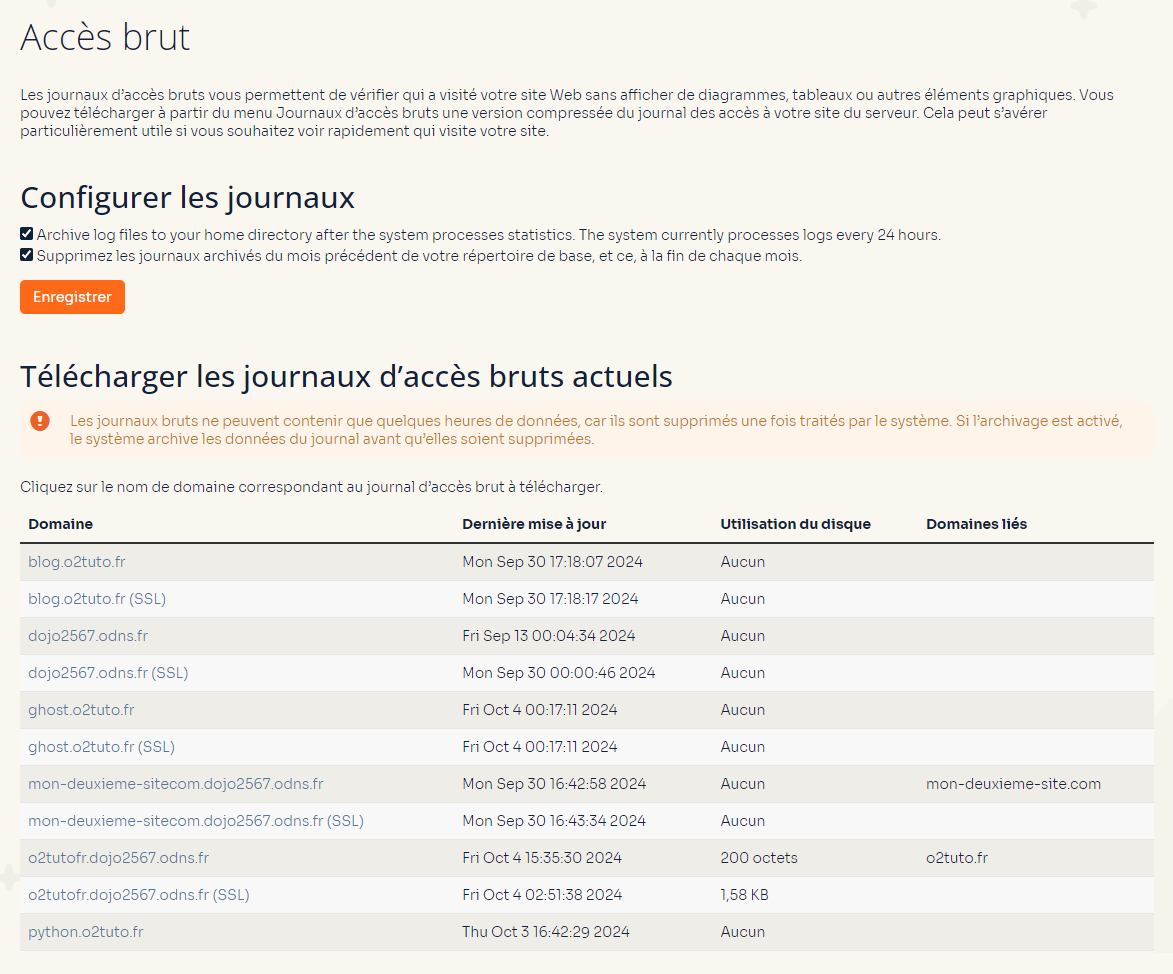 Accès brut
Les journaux d’accès bruts vous permettent de vérifier qui a visité votre site Web sans afficher de diagrammes, tableaux ou autres éléments graphiques. Vous
pouvez télécharger à partir du menu Journaux d’accès bruts une version compressée du journal des accès à votre site du serveur. Cela peut s’avérer
particulièrement utile si vous souhaitez voir rapidement qui visite votre site.
Configurer les journaux
Archive log files to your home directory after the system processes statistics. The system currently processes logs every 24 hours.
Supprimez les journaux archivés du mois précédent de votre répertoire de base, et ce, à la fin de chaque mois.
Enregistrer
Télécharger les journaux d’accès bruts actuels
Les journaux bruts ne peuvent contenir que quelques heures de données, car ils sont supprimés une fois traités par le système. Si l’archivage est activé,
le système archive les données du journal avant qu’elles soient supprimées.
Cliquez sur le nom de domaine correspondant au journal d’accès brut à télécharger.
Domaine Dernière mise à jour Utilisation du disque Domaines liés
blog.o2tuto.fr Mon Sep 30 17:18:07 2024 Aucun
blog.o2tuto.fr (SSL) Mon Sep 30 17:18:17 2024 Aucun
dojo2567.odns.fr Fri Sep 13 00:04:34 2024 Aucun
dojo2567.odns.fr (SSL) Mon Sep 30 00:00:46 2024 Aucun
ghost.o2tuto.fr Fri Oct 4 00:17:11 2024 Aucun
ghost.o2tuto.fr (SSL) Fri Oct 4 00:17:11 2024 Aucun
mon-deuxieme-sitecom.dojo2567.odns.fr Mon Sep 30 16:42:58 2024 Aucun mon-deuxieme-site.com
mon-deuxieme-sitecom.dojo2567.odns.fr (SSL) Mon Sep 30 16:43:34 2024 Aucun
o2tutofr.dojo2567.odns.fr Fri Oct 4 15:35:30 2024 200 octets o2tuto.fr
o2tutofr.dojo2567.odns.fr (SSL) Fri Oct 4 02:51:38 2024 1,58 KB
python.o2tuto.fr Thu Oct 3 16:42:29 2024 Aucun